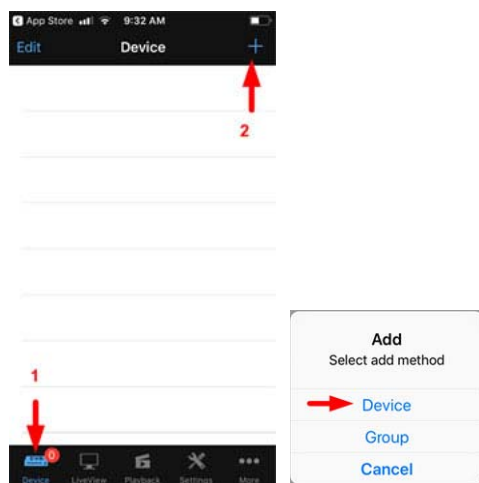 App Store 9:32 AM
Edit Device +
2
1
0
Device LiveView Playback Settings More
Add
Select add method
Device
Group
Cancel